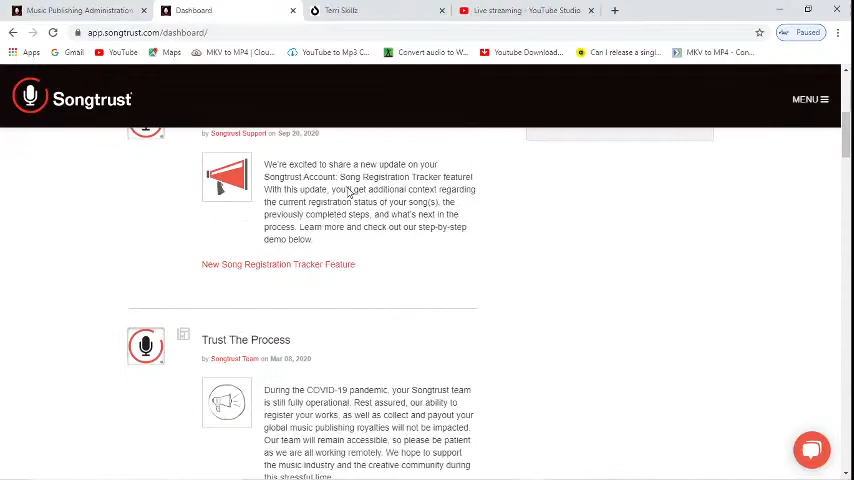 Music Publishing Administration
Dashboard
Terri Skillz
Live streaming - YouTube Studio
app.songtrust.com/dashboard/
Paused
Apps
Gmail
YouTube
Maps
MKV to MP4 | Clou...
YouTube to Mp3 C...
Convert audio to W...
Youtube Download...
Can I release a singl...
MKV to MP4 - Con...
Songtrust
MENU
by Songtrust Support on Sep 20, 2020
We're excited to share a new update on your
Songtrust Account: Song Registration Tracker feature!
With this update, you'll get additional context regarding
the current registration status of your song(s), the
previously completed steps, and what's next in the
process. Learn more and check out our step-by-step
demo below.
New Song Registration Tracker Feature
Trust The Process
by Songtrust Team on Mar 08, 2020
During the COVID-19 pandemic, your Songtrust team
is still fully operational. Rest assured, our ability to
register your works, as well as collect and payout your
global music publishing royalties will not be impacted.
Our team will remain accessible, so please be patient
as we are all working remotely. We hope to support
the music industry and the creative community during
this stressful time.